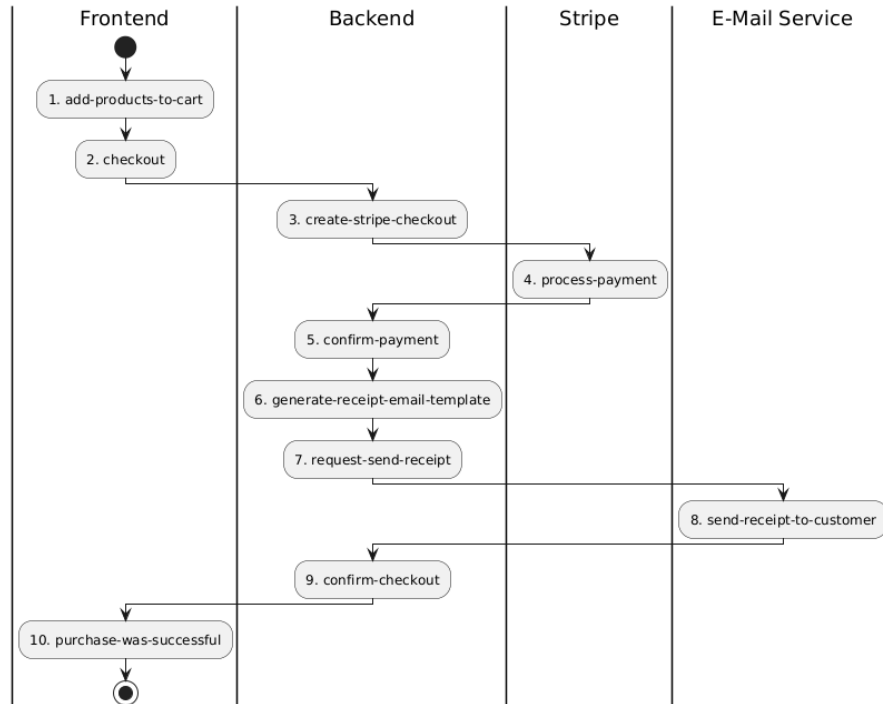 Frontend
Backend
Stripe
E-Mail Service
1. add-products-to-cart
2. checkout
3. create-stripe-checkout
4. process-payment
5. confirm-payment
6. generate-receipt-email-template
7. request-send-receipt
8. send-receipt-to-customer
9. confirm-checkout
10. purchase-was-successful